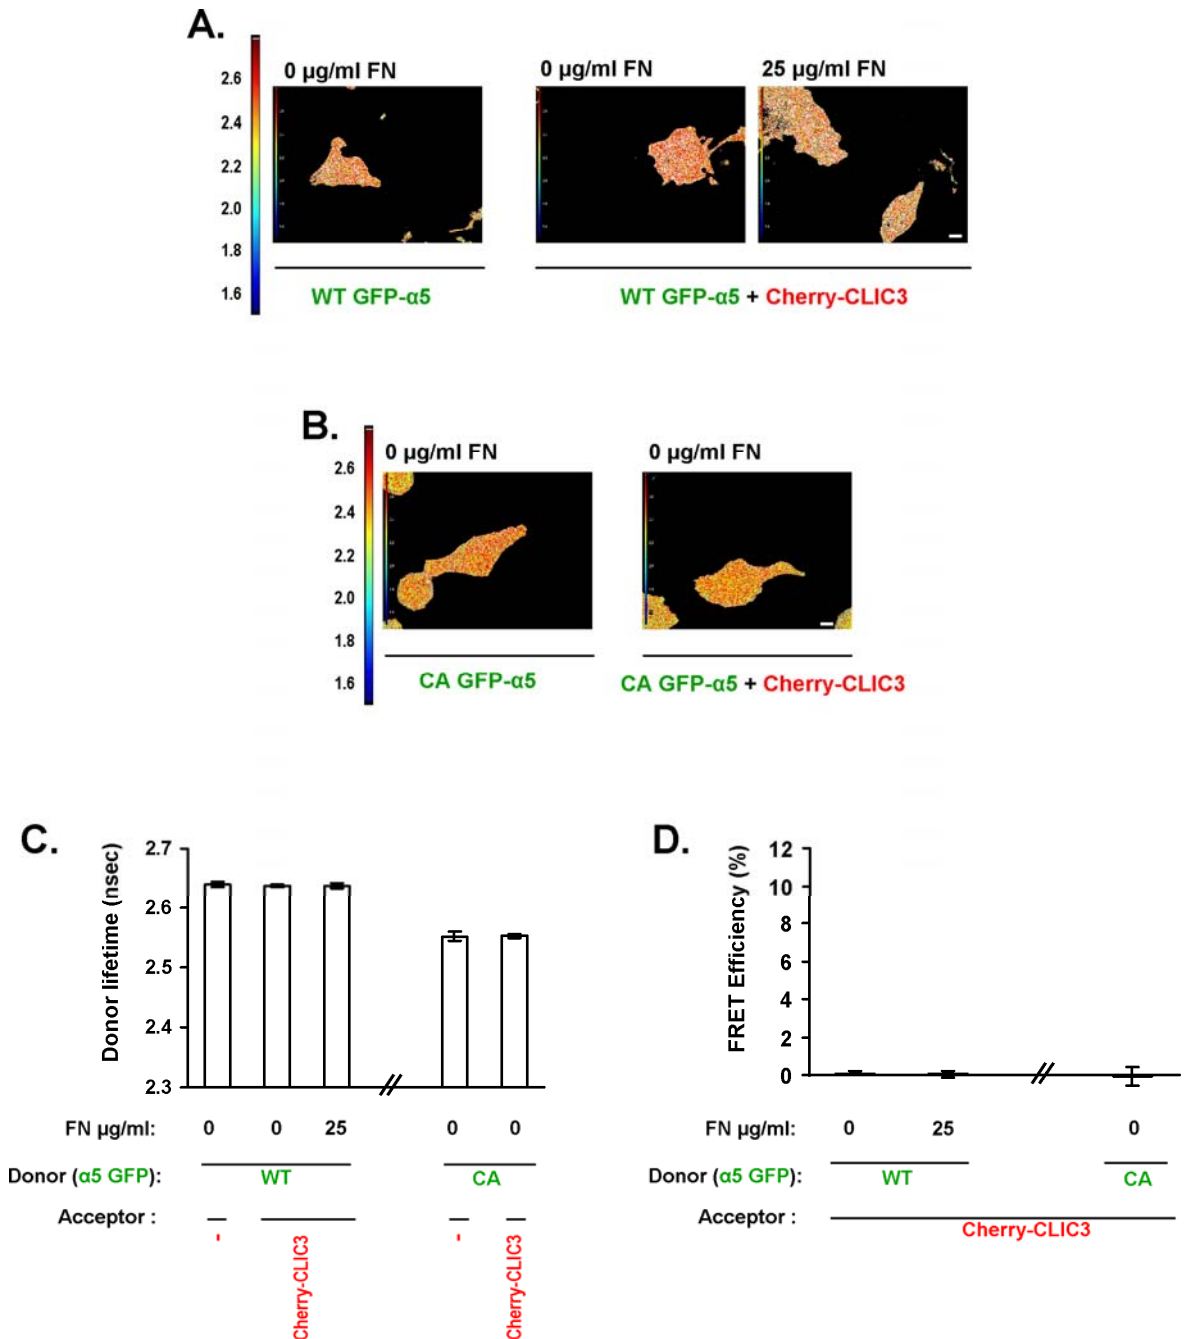 A.
0 µg/ml FN
0 µg/ml FN
25 µg/ml FN
2.6
2.4
2.2
2.0
1.8
1.6
WT GFP-α5
WT GFP-α5 + Cherry-CLIC3
B.
0 µg/ml FN
0 µg/ml FN
2.6
2.4
2.2
2.0
1.8
1.6
CA GFP-α5
CA GFP-α5 + Cherry-CLIC3
C.
Donor lifetime (nsec)
2.7
2.6
2.5
2.4
2.3
FN µg/ml: 0 0 25 0 0
Donor (α5 GFP): WT CA
Acceptor : - Cherry-CLIC3 - Cherry-CLIC3
D.
FRET Efficiency (%)
12
10
8
6
4
2
0
FN µg/ml: 0 25 0
Donor (α5 GFP): WT CA
Acceptor :
Cherry-CLIC3